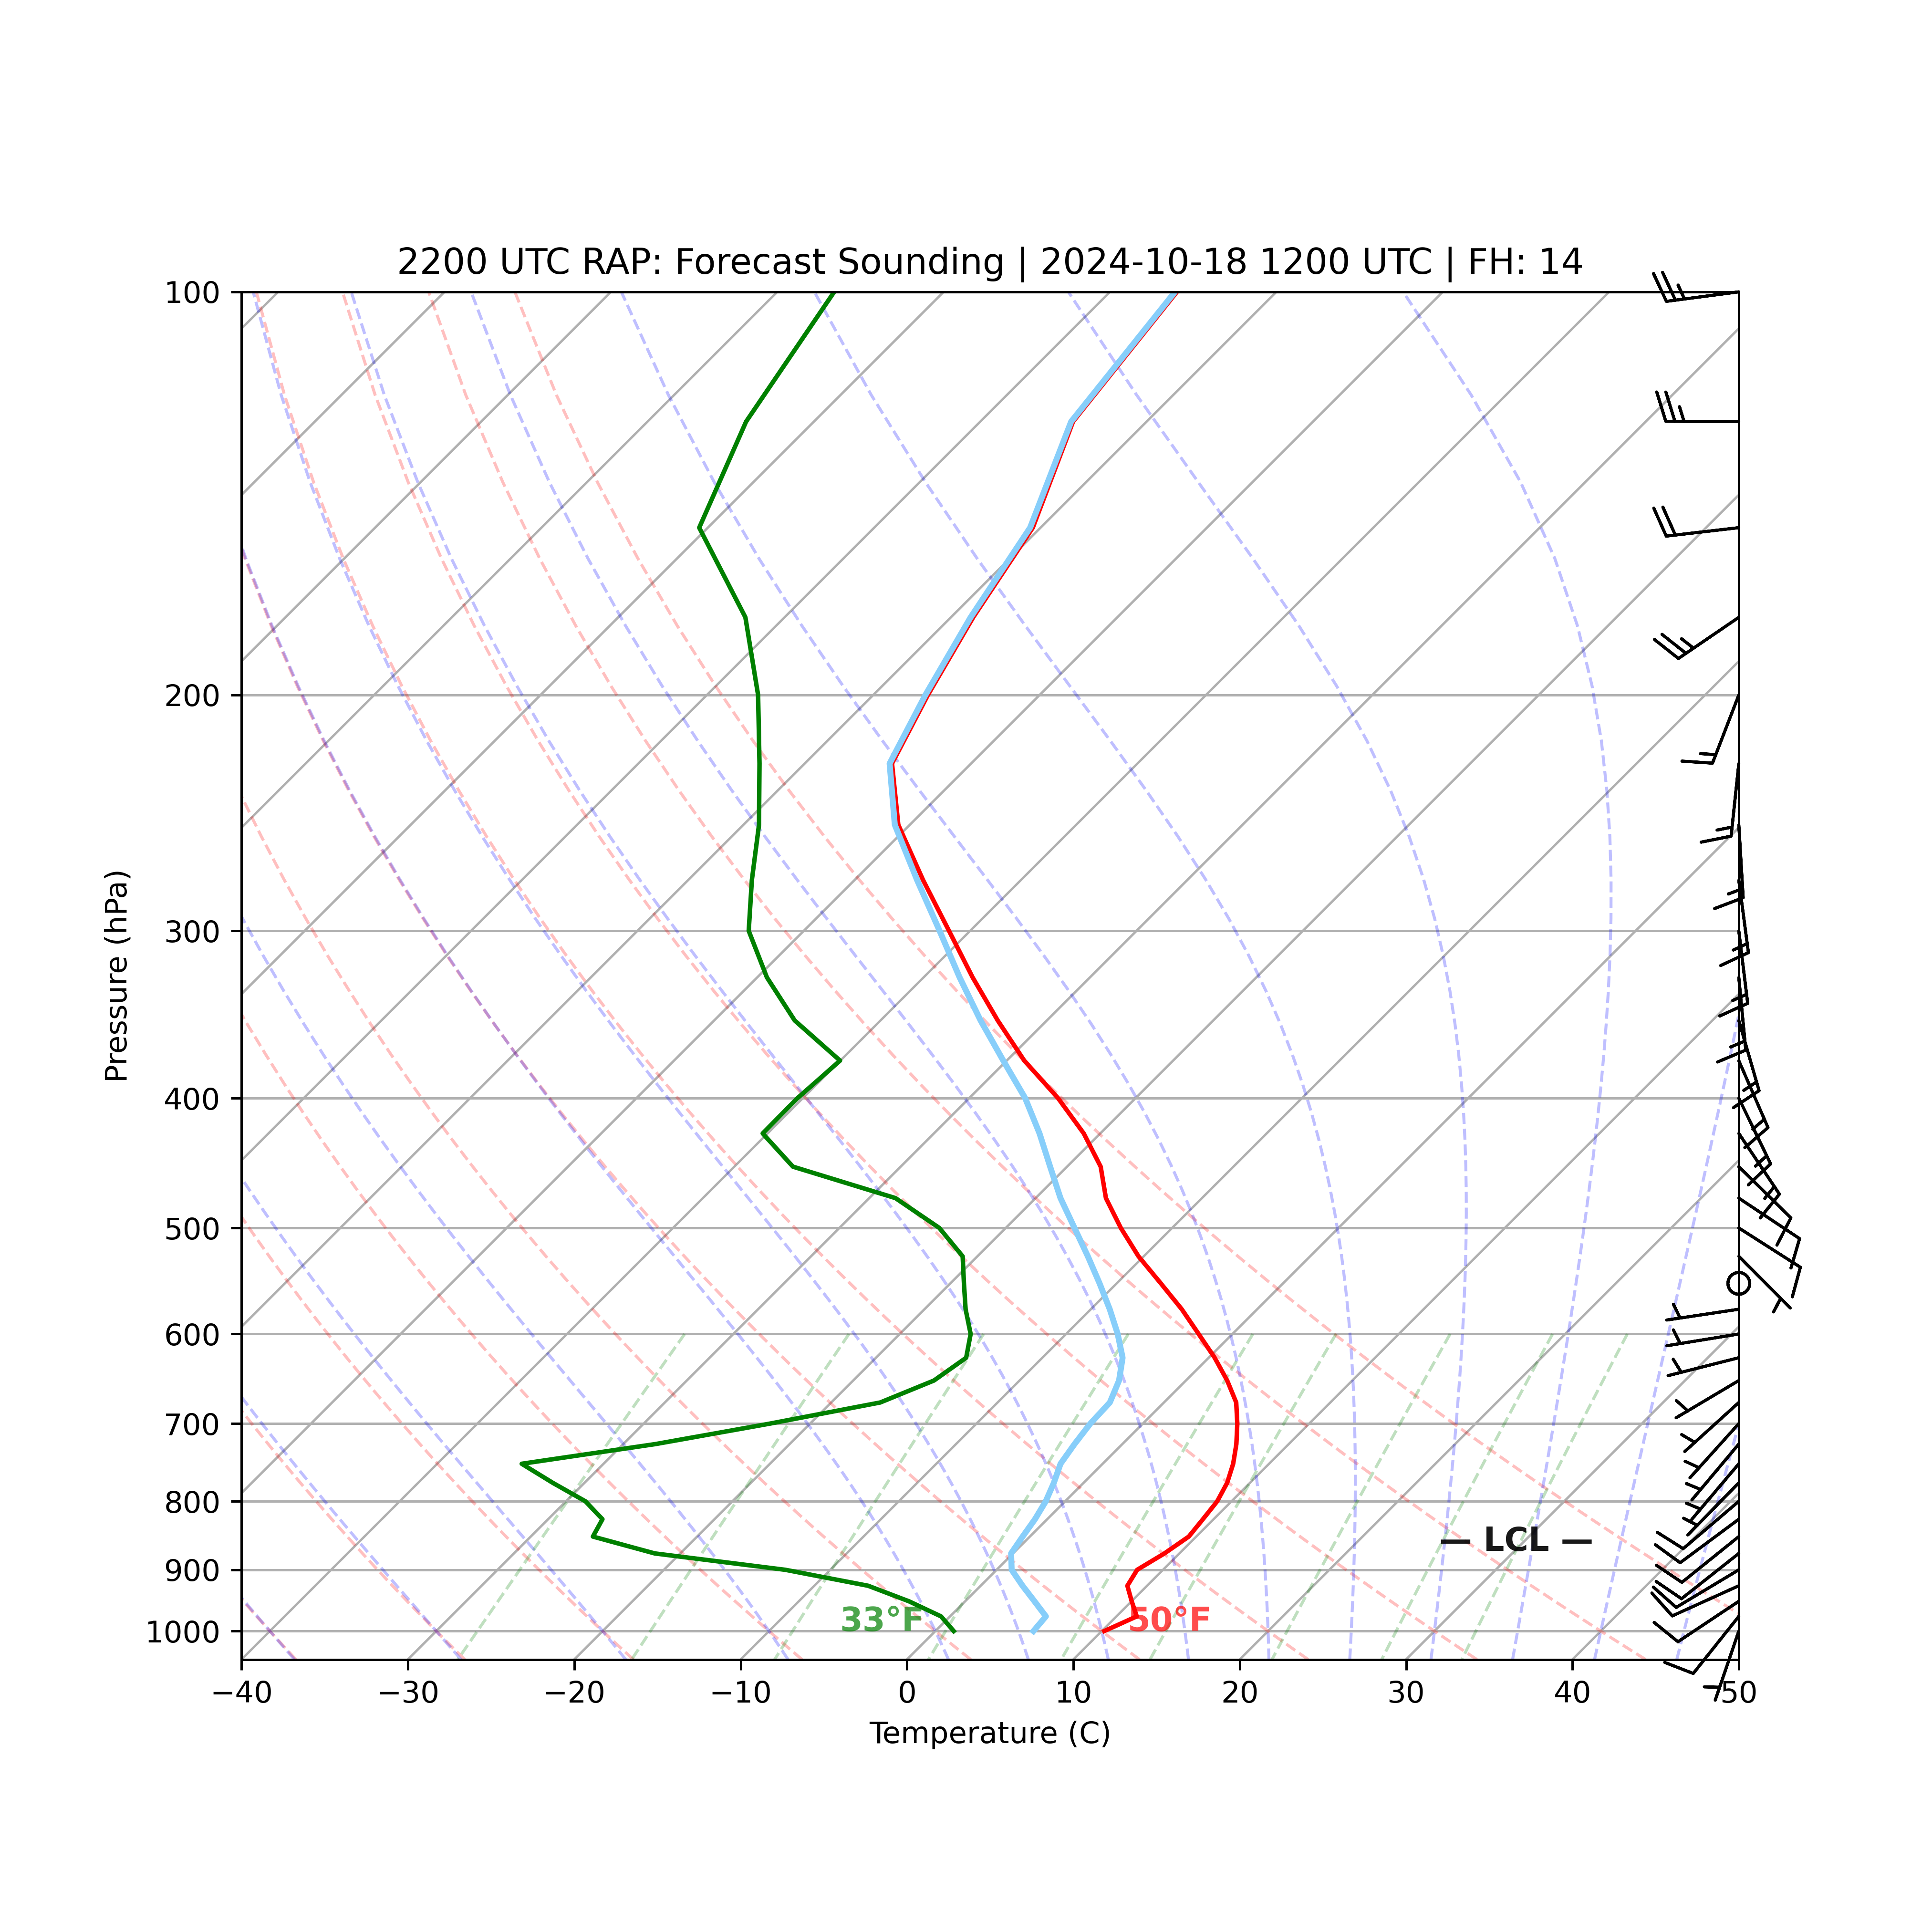 2200 UTC RAP: Forecast Sounding | 2024-10-18 1200 UTC | FH: 14
100
200
300
400
500
600
700
800
900
1000
Pressure (hPa)
— LCL —
33°F
50°F
−40 −30 −20 −10 0 10 20 30 40 50
Temperature (C)